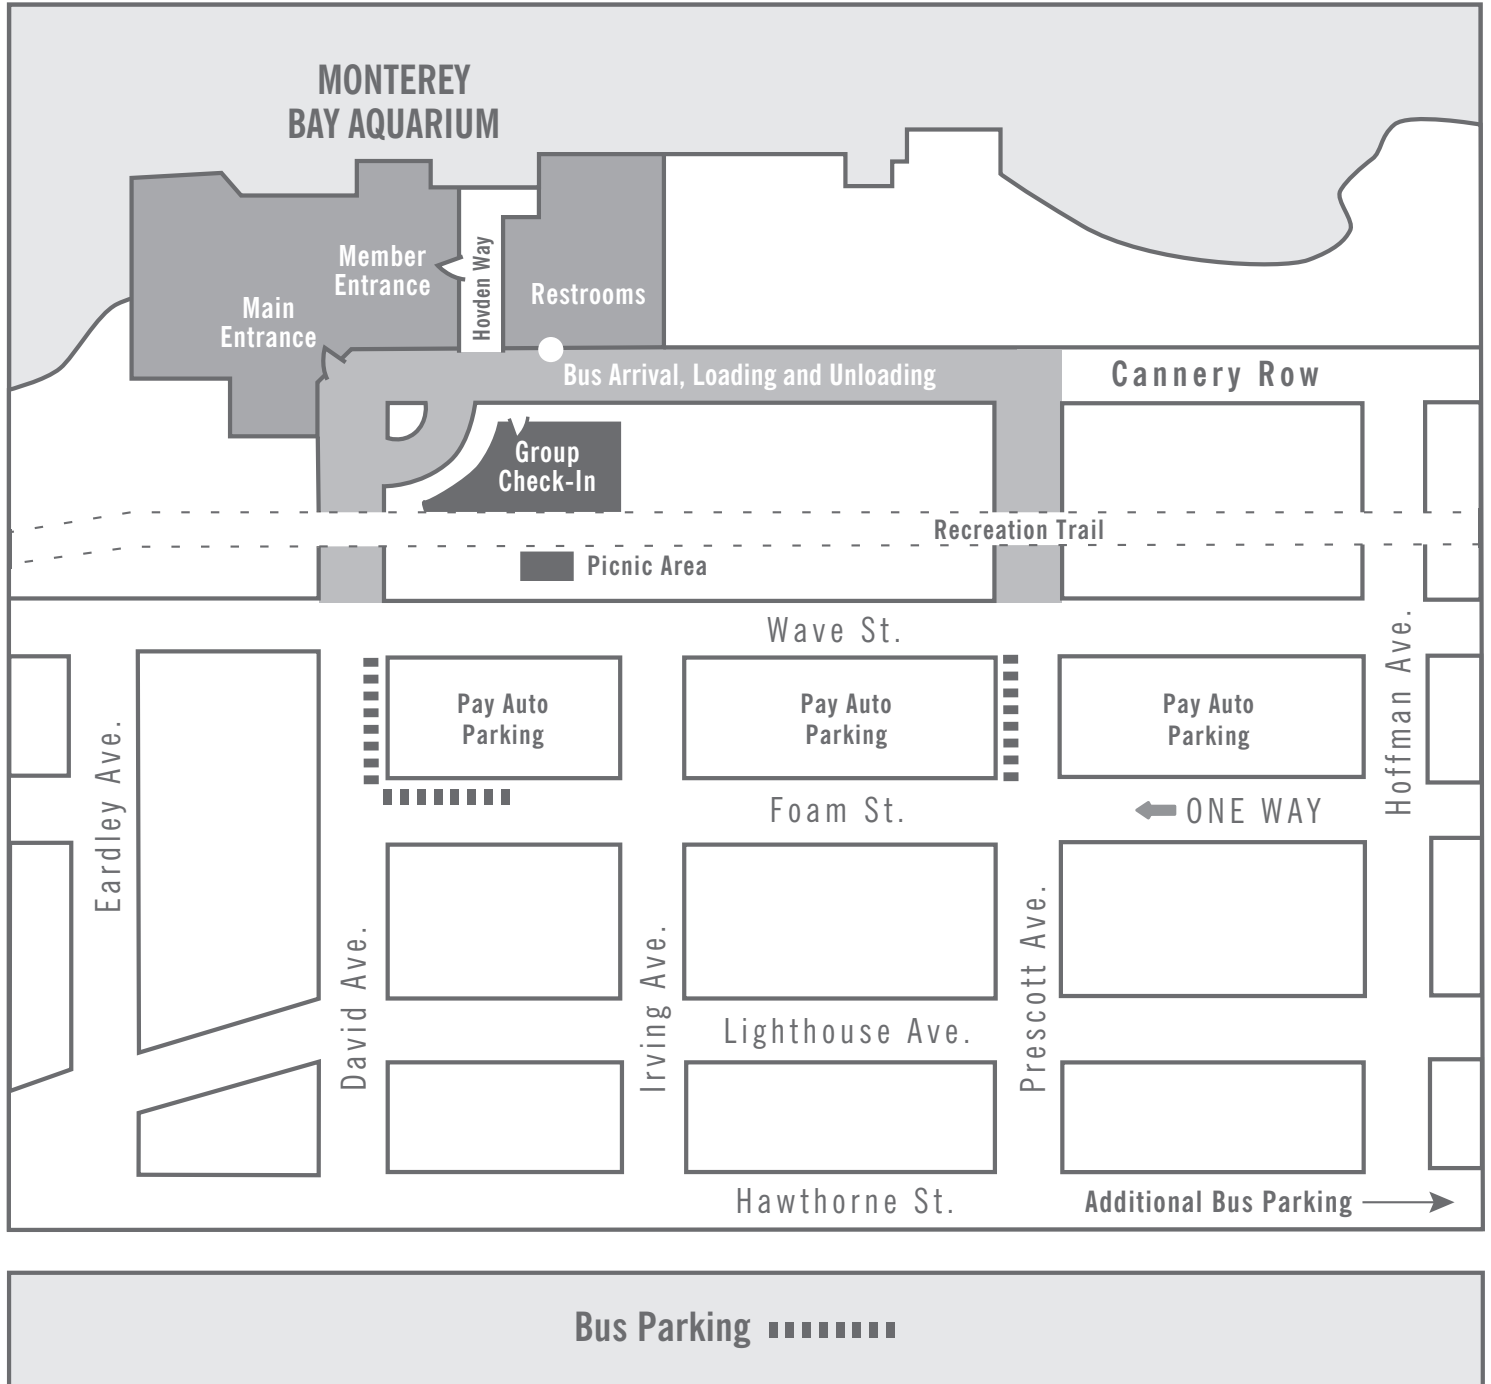 MONTEREY
BAY AQUARIUM
Member
Entrance
Hovden Way
Restrooms
Main
Entrance
Bus Arrival, Loading and Unloading
Cannery Row
Group
Check-In
Recreation Trail
Picnic Area
Wave St.
Pay Auto
Parking
Pay Auto
Parking
Pay Auto
Parking
Hoffman Ave.
Eardley Ave.
Foam St.
ONE WAY
David Ave.
Irving Ave.
Prescott Ave.
Lighthouse Ave.
Hawthorne St.
Additional Bus Parking
Bus Parking